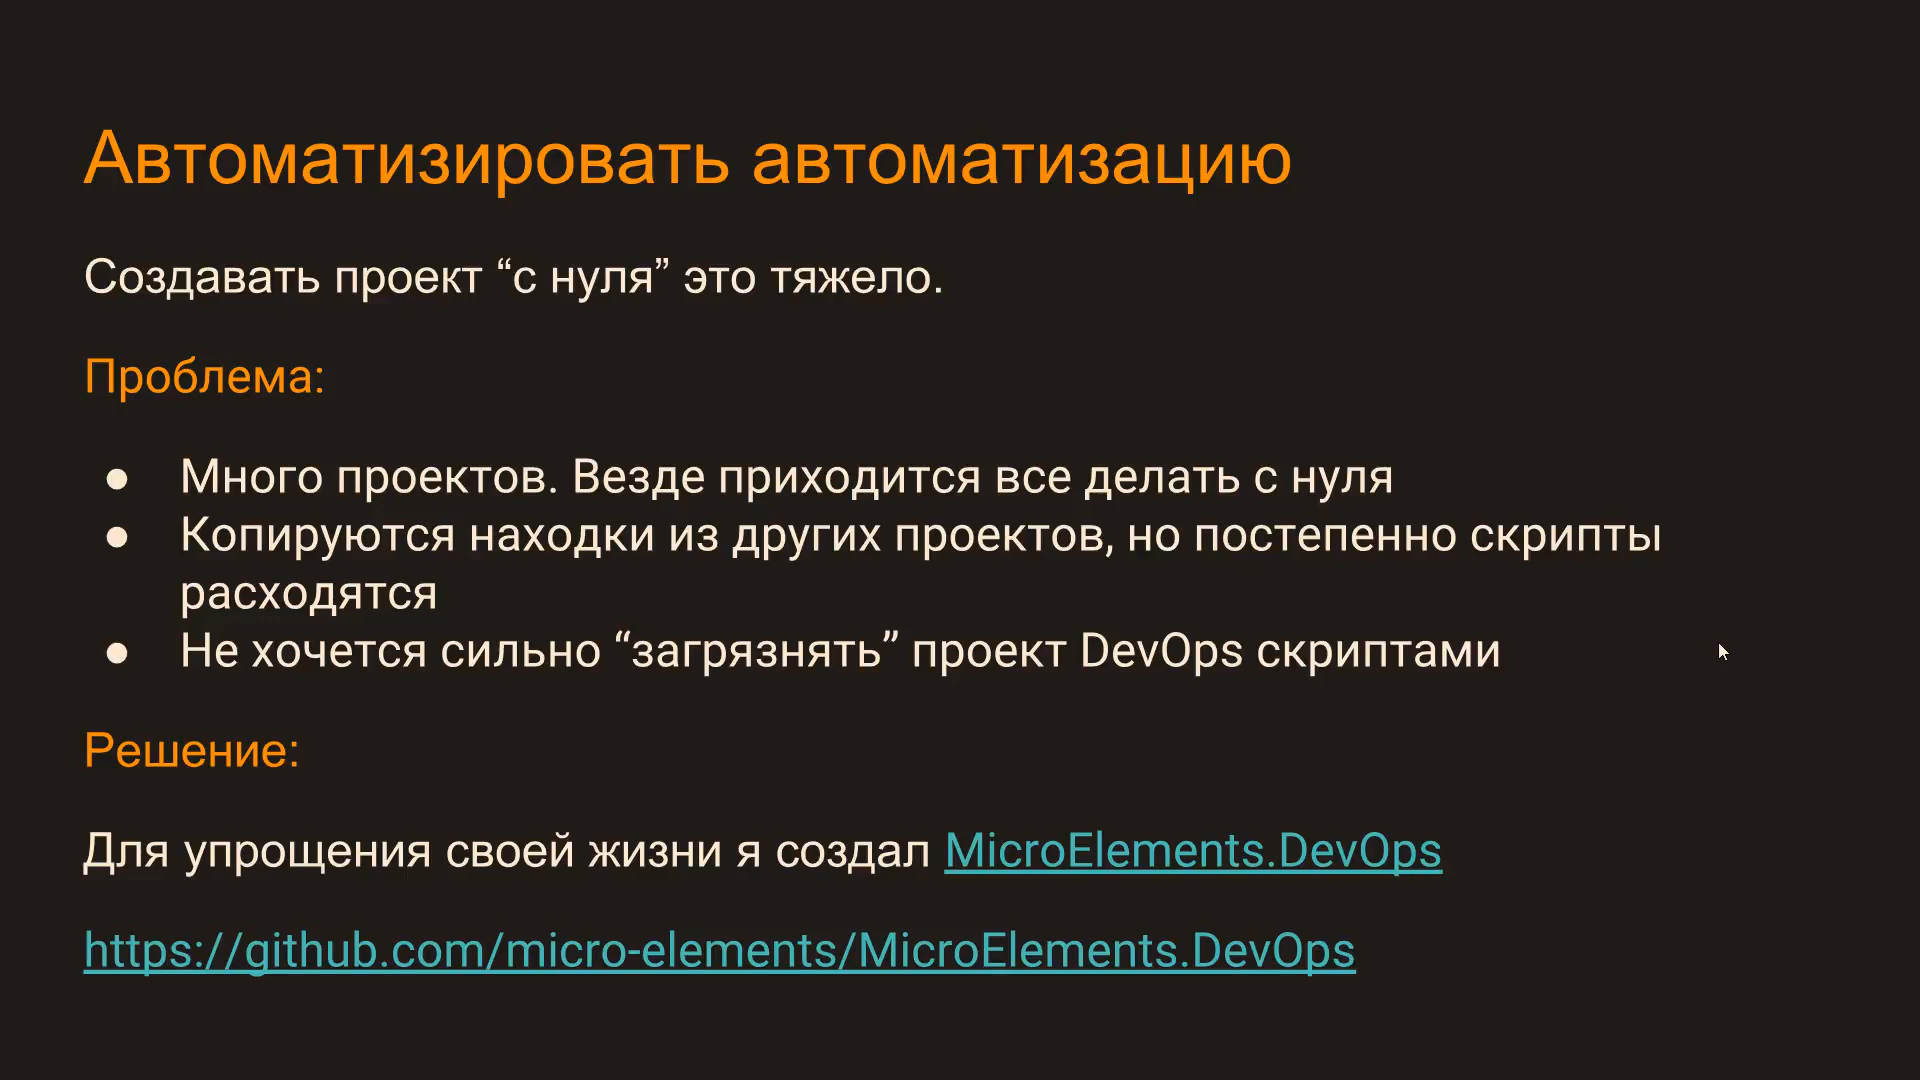 Автоматизировать автоматизацию
Создавать проект “с нуля” это тяжело.
Проблема:
● Много проектов. Везде приходится все делать с нуля
● Копируются находки из других проектов, но постепенно скрипты
расходятся
● Не хочется сильно “загрязнять” проект DevOps скриптами
Решение:
Для упрощения своей жизни я создал MicroElements.DevOps
https://github.com/micro-elements/MicroElements.DevOps